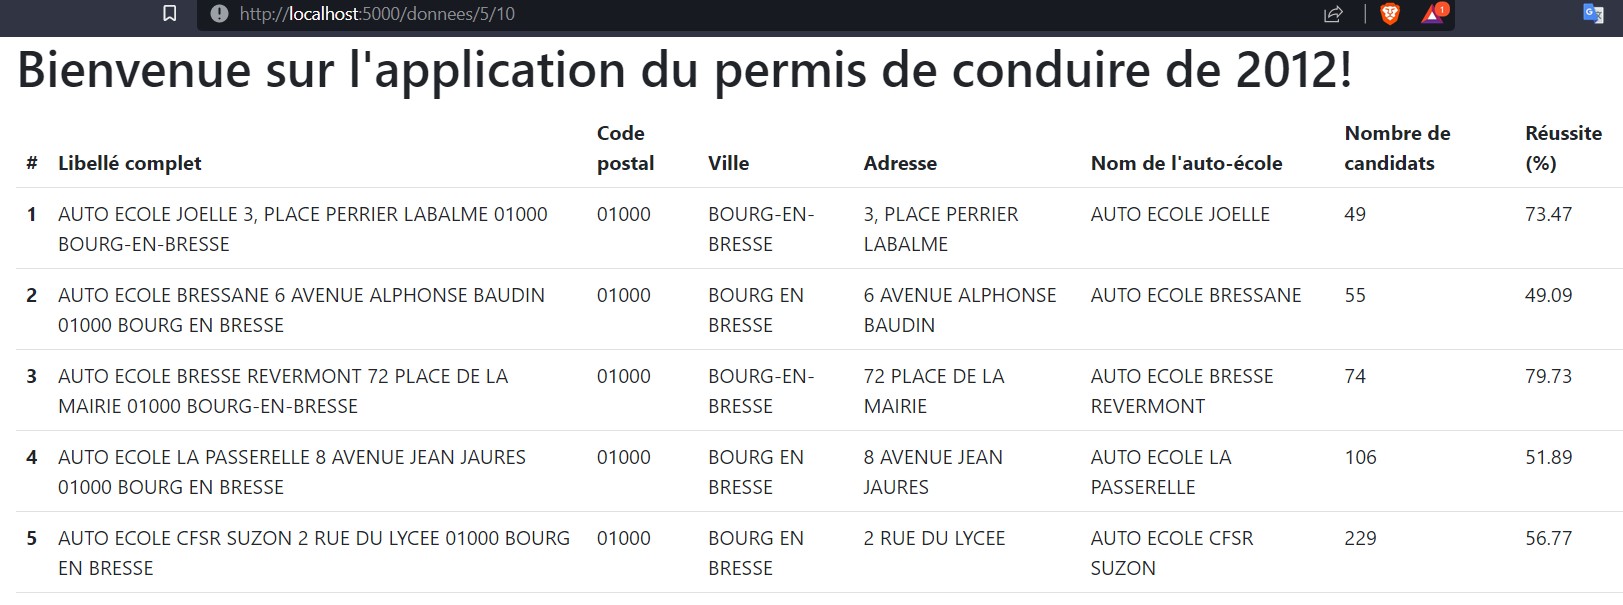 http://localhost:5000/donnees/5/10
1
Bienvenue sur l'application du permis de conduire de 2012!
# Libellé complet Code postal Ville Adresse Nom de l'auto-école Nombre de candidats Réussite (%)
1 AUTO ECOLE JOELLE 3, PLACE PERRIER LABALME 01000 BOURG-EN-BRESSE 01000 BOURG-EN-BRESSE 3, PLACE PERRIER LABALME AUTO ECOLE JOELLE 49 73.47
2 AUTO ECOLE BRESSANE 6 AVENUE ALPHONSE BAUDIN 01000 BOURG EN BRESSE 01000 BOURG EN BRESSE 6 AVENUE ALPHONSE BAUDIN AUTO ECOLE BRESSANE 55 49.09
3 AUTO ECOLE BRESSE REVERMONT 72 PLACE DE LA MAIRIE 01000 BOURG-EN-BRESSE 01000 BOURG-EN-BRESSE 72 PLACE DE LA MAIRIE AUTO ECOLE BRESSE REVERMONT 74 79.73
4 AUTO ECOLE LA PASSERELLE 8 AVENUE JEAN JAURES 01000 BOURG EN BRESSE 01000 BOURG EN BRESSE 8 AVENUE JEAN JAURES AUTO ECOLE LA PASSERELLE 106 51.89
5 AUTO ECOLE CFSR SUZON 2 RUE DU LYCEE 01000 BOURG EN BRESSE 01000 BOURG EN BRESSE 2 RUE DU LYCEE AUTO ECOLE CFSR SUZON 229 56.77